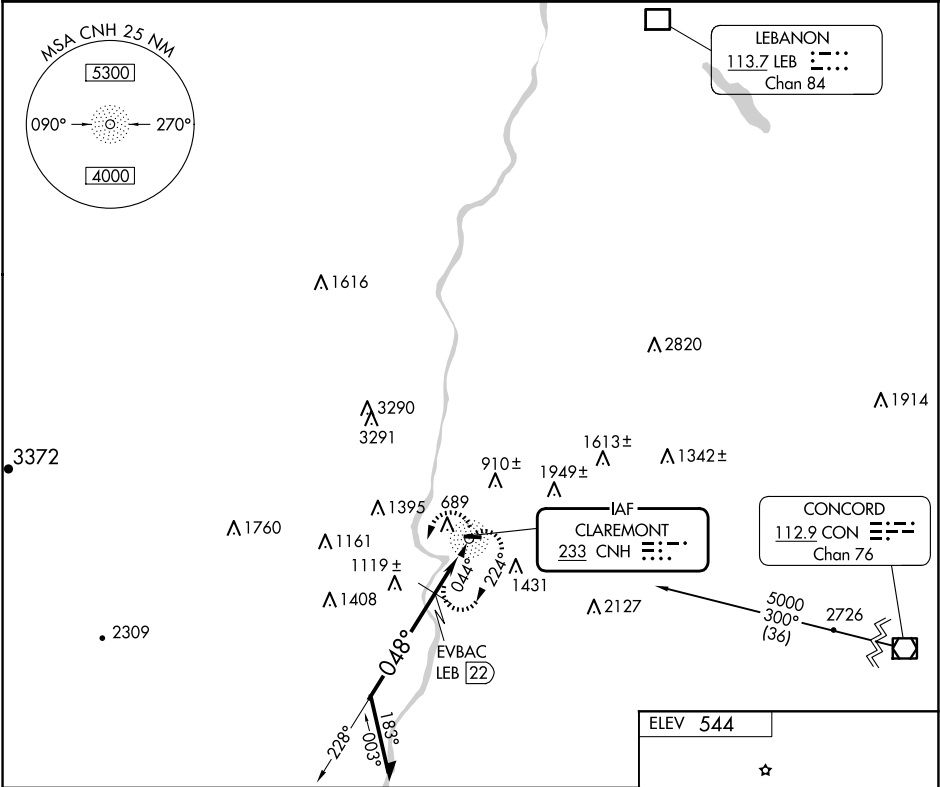 MSA CNH 25 NM
5300
090° 270°
4000
LEBANON
113.7 LEB
Chan 84
1616
2820
1914
3290
3291
3372
1613±
1342±
910±
1949±
1395
689
1760
1161
IAF
CLAREMONT
233 CNH
CONCORD
112.9 CON
Chan 76
1119±
044°
224°
1431
1408
2127
5000
300°
(36)
2726
2309
048°
EVBAC
LEB 22
228°
003°
183°
ELEV 544